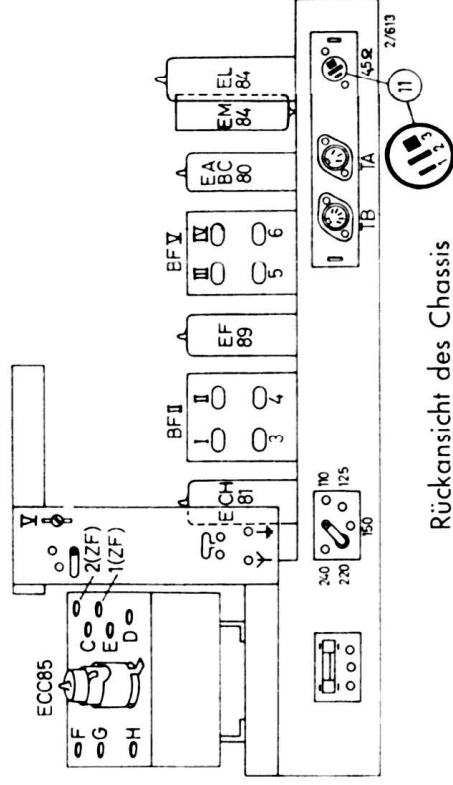 ECC85
F
G
H
C
E
D
2(ZF)
1(ZF)
V
ECH
81
BF II
I
II
3
4
EF
89
BF V
III
IV
5
6
EA
BC
80
EM
84
EL
84
240
220
110
125
150
TB
TA
4,5 Ω
2/613
11
1 2 3
Rückansicht des Chassis